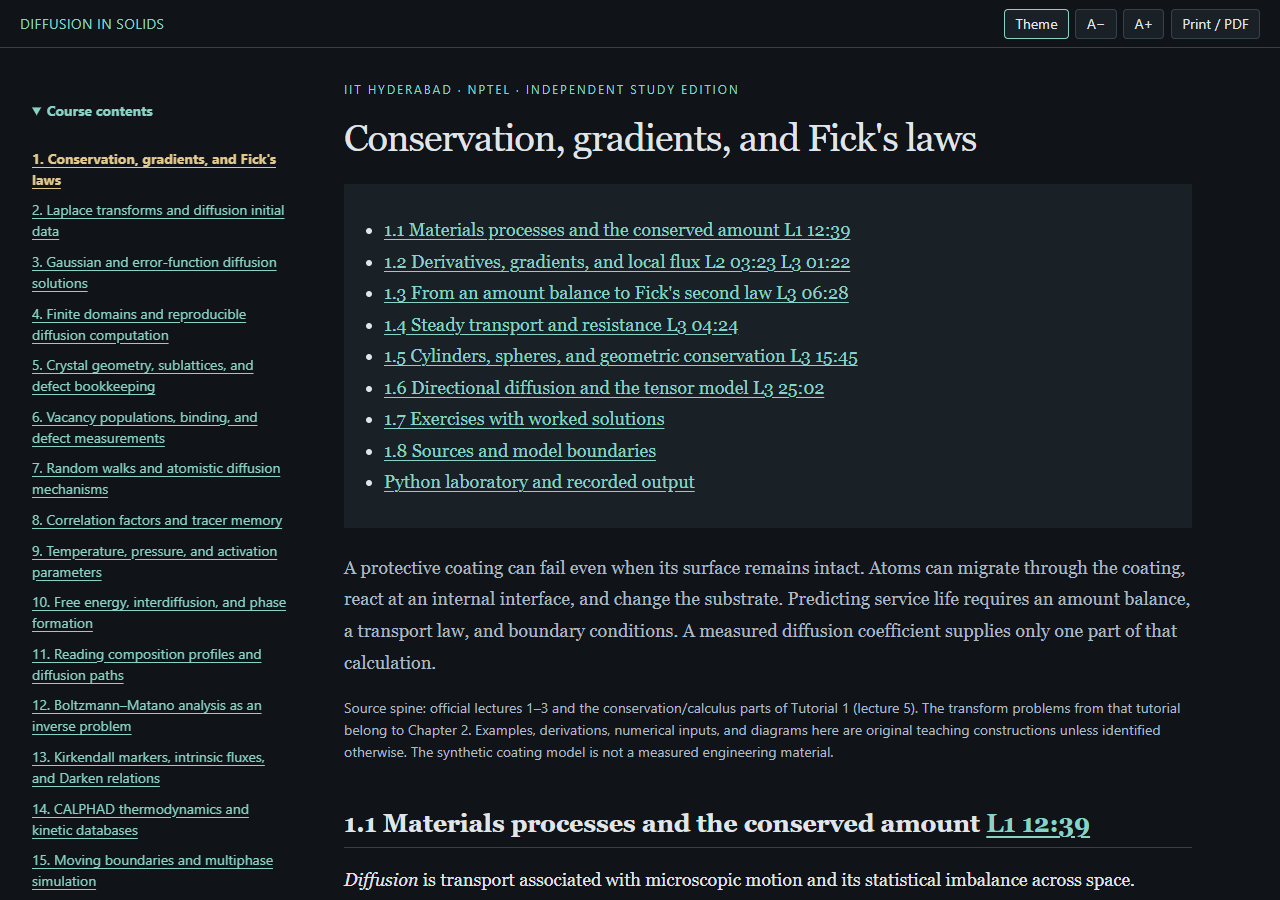 DIFFUSION IN SOLIDS
Theme
A−
A+
Print / PDF
▼ Course contents
1. Conservation, gradients, and Fick's
laws
2. Laplace transforms and diffusion initial
data
3. Gaussian and error-function diffusion
solutions
4. Finite domains and reproducible
diffusion computation
5. Crystal geometry, sublattices, and
defect bookkeeping
6. Vacancy populations, binding, and
defect measurements
7. Random walks and atomistic diffusion
mechanisms
8. Correlation factors and tracer memory
9. Temperature, pressure, and activation
parameters
10. Free energy, interdiffusion, and phase
formation
11. Reading composition profiles and
diffusion paths
12. Boltzmann–Matano analysis as an
inverse problem
13. Kirkendall markers, intrinsic fluxes,
and Darken relations
14. CALPHAD thermodynamics and
kinetic databases
15. Moving boundaries and multiphase
simulation
IIT HYDERABAD · NPTEL · INDEPENDENT STUDY EDITION
Conservation, gradients, and Fick's laws
• 1.1 Materials processes and the conserved amount L1 12:39
• 1.2 Derivatives, gradients, and local flux L2 03:23 L3 01:22
• 1.3 From an amount balance to Fick's second law L3 06:28
• 1.4 Steady transport and resistance L3 04:24
• 1.5 Cylinders, spheres, and geometric conservation L3 15:45
• 1.6 Directional diffusion and the tensor model L3 25:02
• 1.7 Exercises with worked solutions
• 1.8 Sources and model boundaries
• Python laboratory and recorded output
A protective coating can fail even when its surface remains intact. Atoms can migrate through the coating,
react at an internal interface, and change the substrate. Predicting service life requires an amount balance,
a transport law, and boundary conditions. A measured diffusion coefficient supplies only one part of that
calculation.
Source spine: official lectures 1–3 and the conservation/calculus parts of Tutorial 1 (lecture 5). The transform problems from that tutorial
belong to Chapter 2. Examples, derivations, numerical inputs, and diagrams here are original teaching constructions unless identified
otherwise. The synthetic coating model is not a measured engineering material.
1.1 Materials processes and the conserved amount L1 12:39
Diffusion is transport associated with microscopic motion and its statistical imbalance across space.